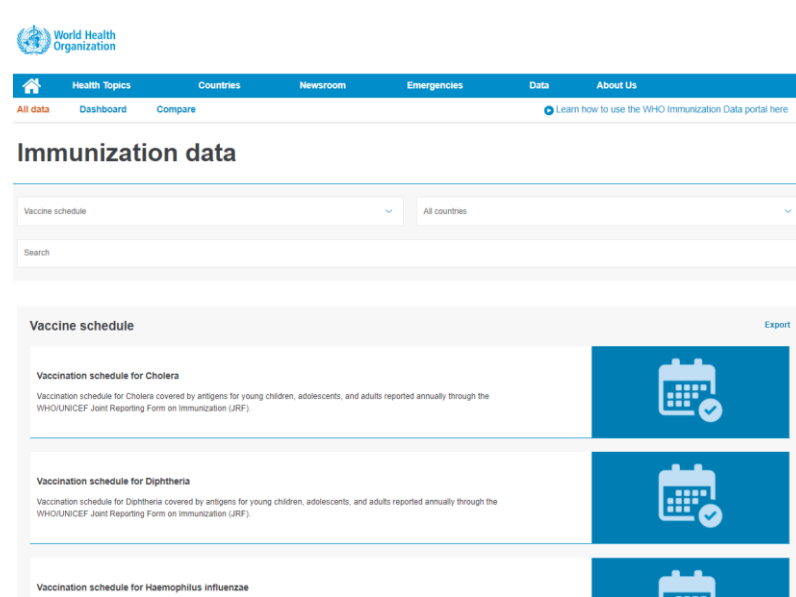 World Health
Organization
Health Topics Countries Newsroom Emergencies Data About Us
All data Dashboard Compare Learn how to use the WHO Immunization Data portal here
Immunization data
Vaccine schedule All countries
Search
Vaccine schedule Export
Vaccination schedule for Cholera
Vaccination schedule for Cholera covered by antigens for young children, adolescents, and adults reported annually through the
WHO/UNICEF Joint Reporting Form on Immunization (JRF).
Vaccination schedule for Diphtheria
Vaccination schedule for Diphtheria covered by antigens for young children, adolescents, and adults reported annually through the
WHO/UNICEF Joint Reporting Form on Immunization (JRF).
Vaccination schedule for Haemophilus influenzae